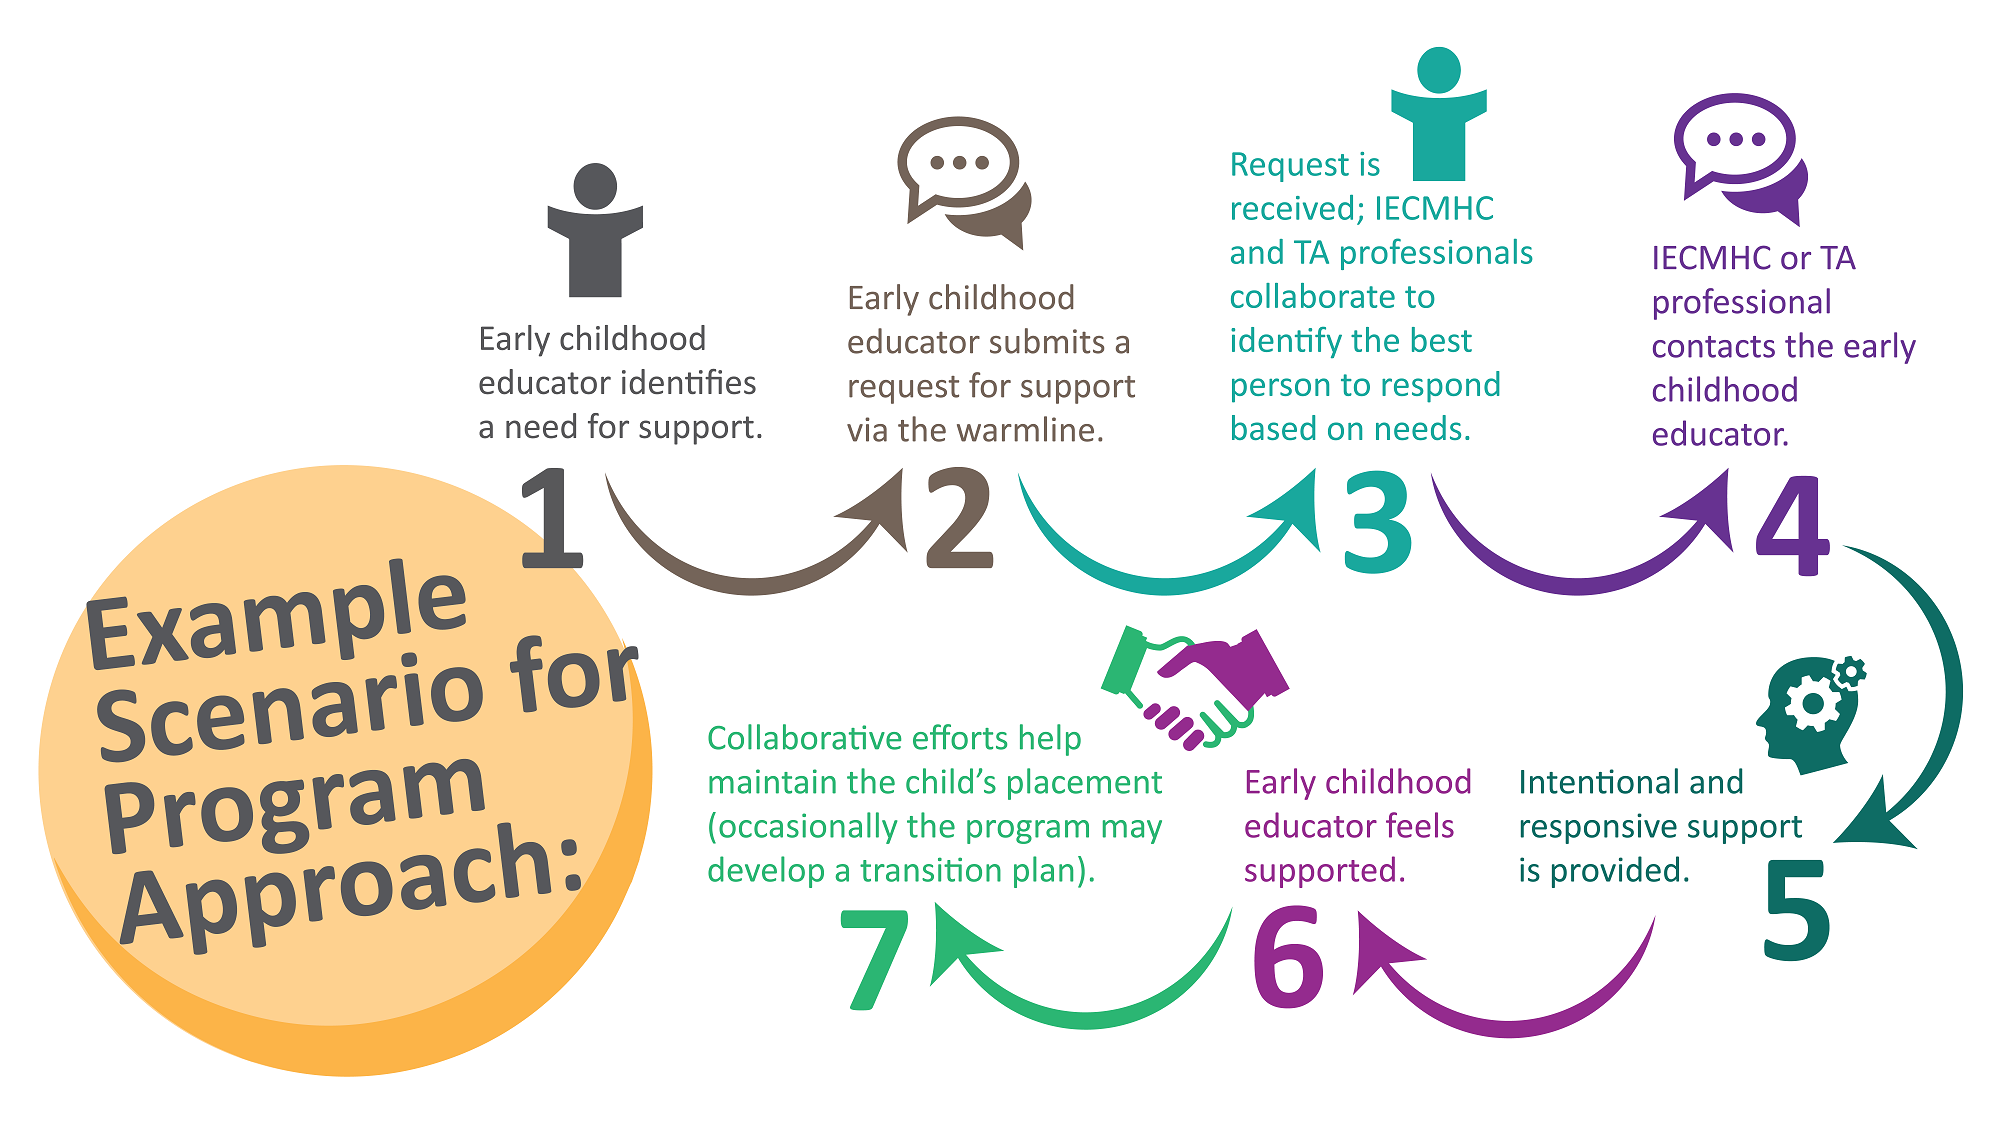 Example
Scenario for
Program
Approach:
Early childhood
educator identifies
a need for support.
1
Early childhood
educator submits a
request for support
via the warmline.
2
Request is
received; IECMHC
and TA professionals
collaborate to
identify the best
person to respond
based on needs.
3
IECMHC or TA
professional
contacts the early
childhood
educator.
4
Intentional and
responsive support
is provided.
5
Early childhood
educator feels
supported.
6
Collaborative efforts help
maintain the child’s placement
(occasionally the program may
develop a transition plan).
7